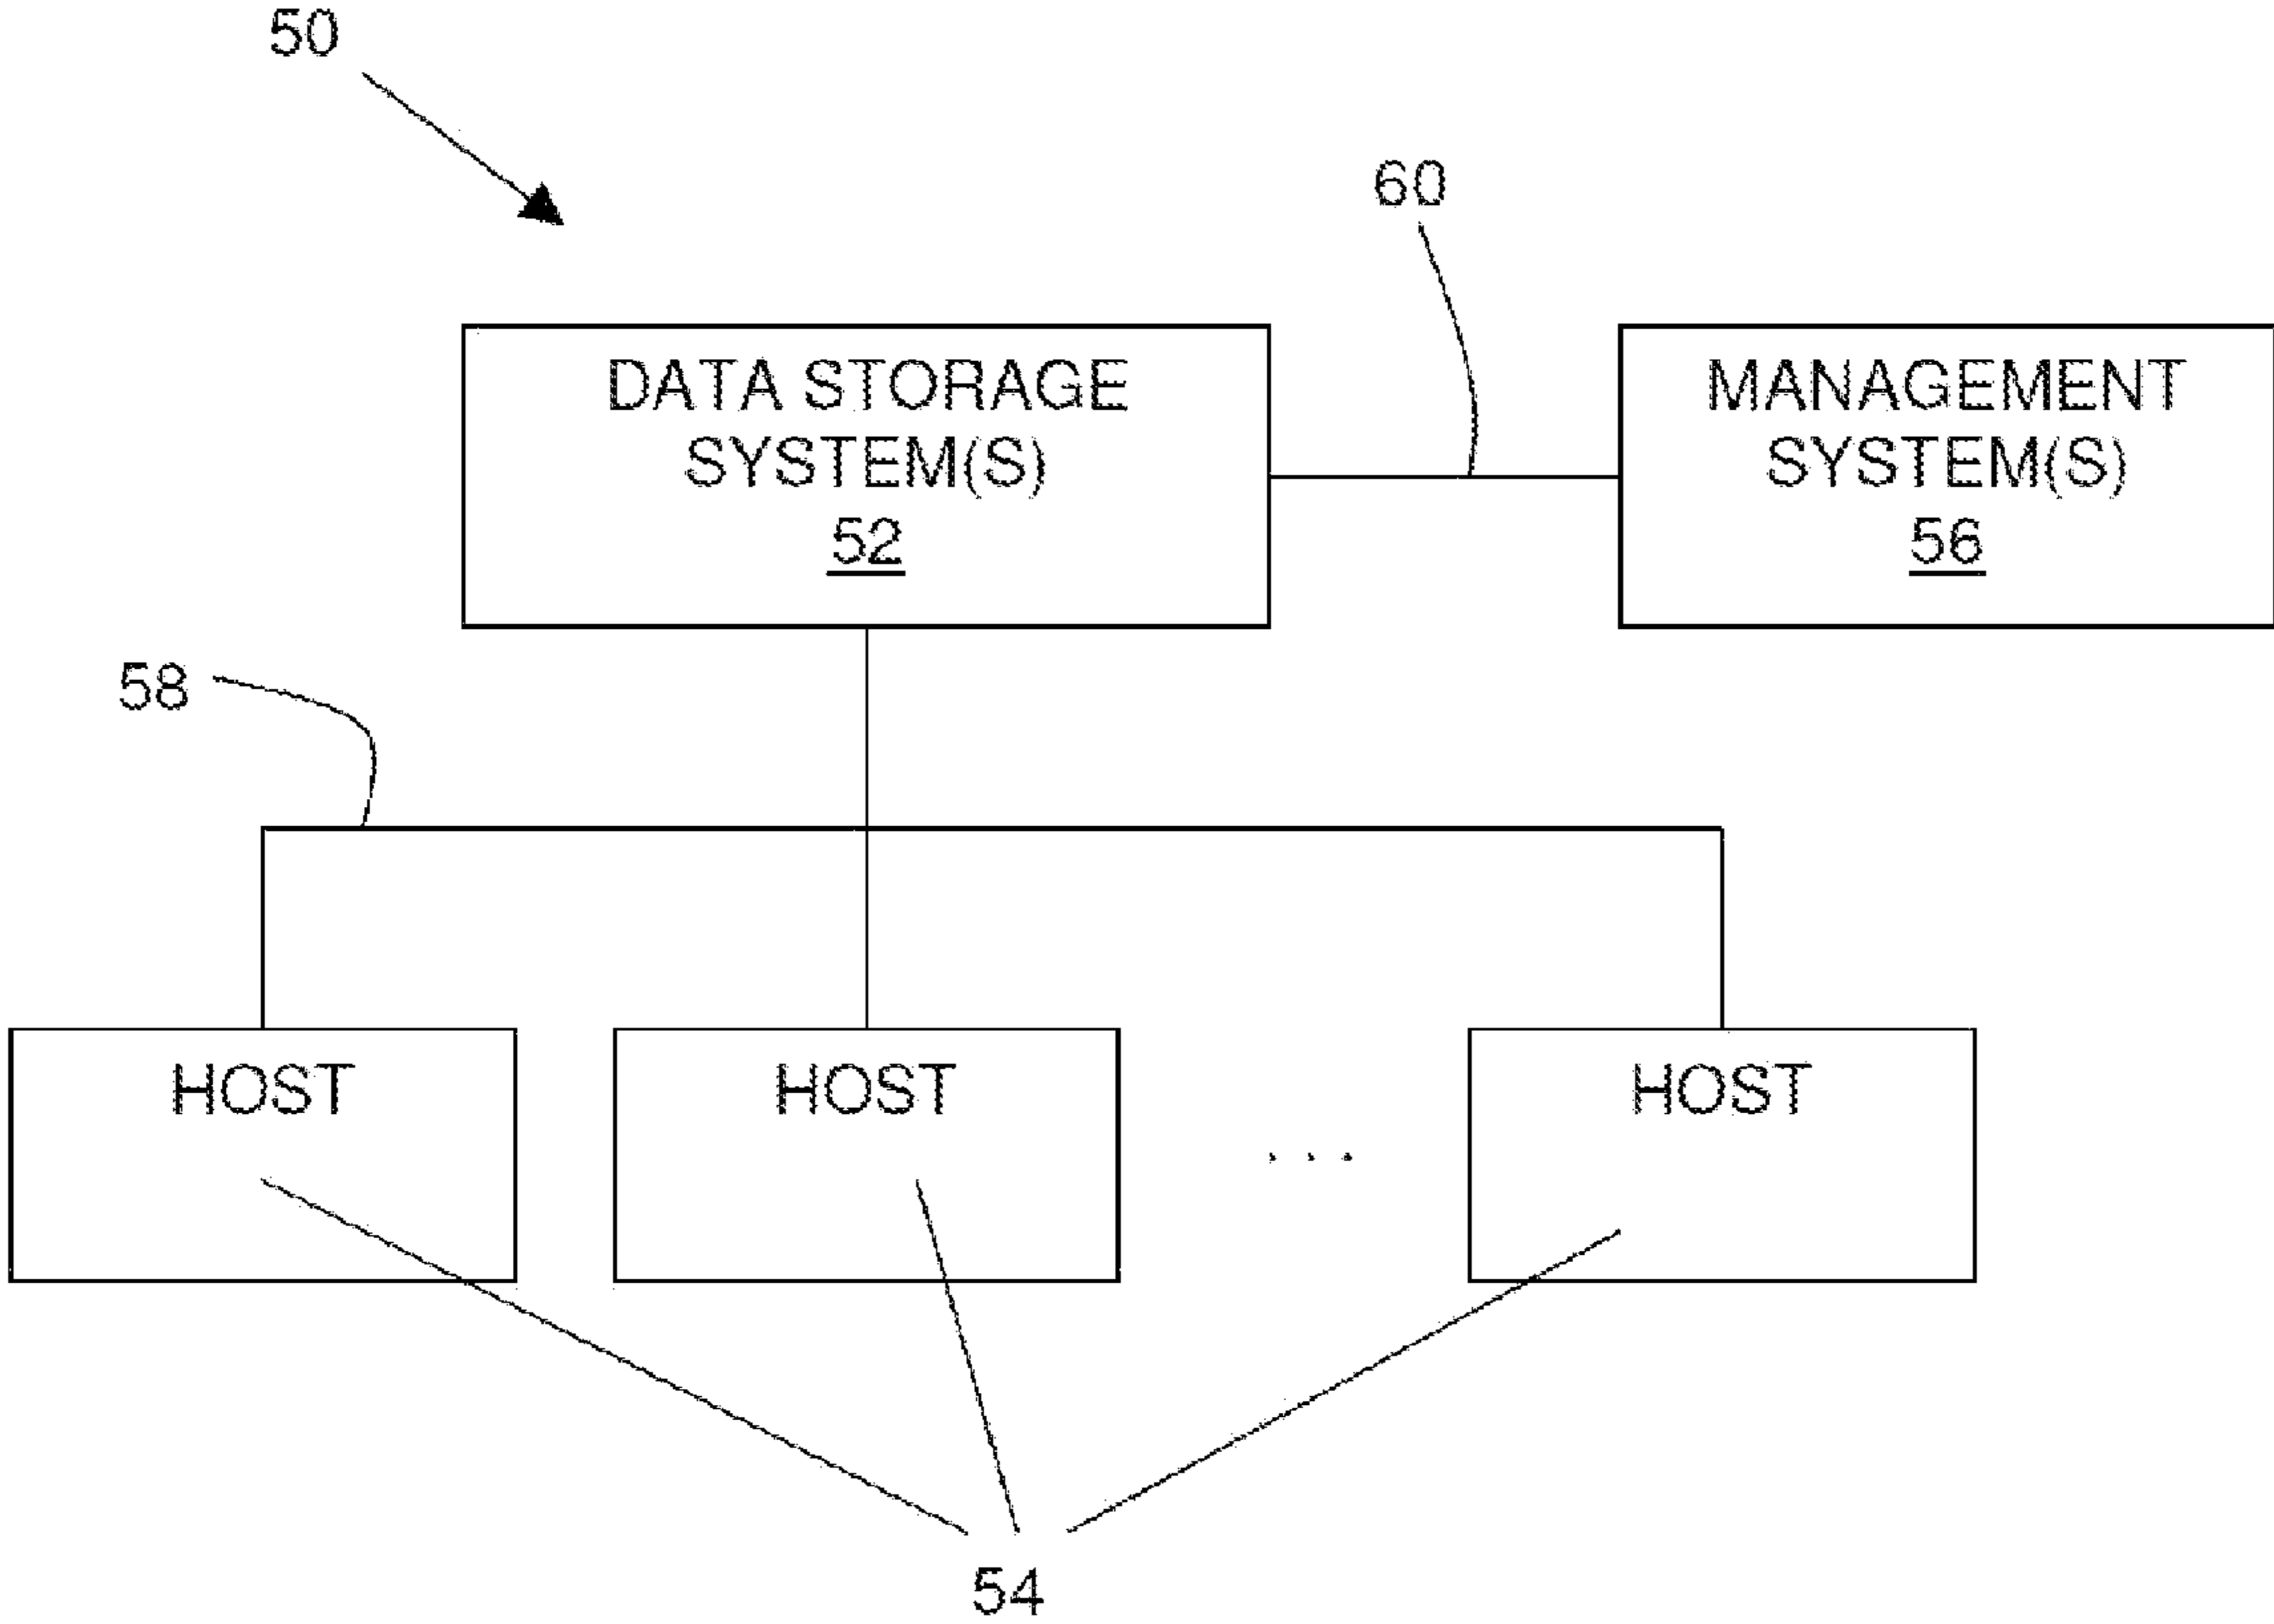 50
60
DATA STORAGE
SYSTEM(S)
52
MANAGEMENT
SYSTEM(S)
56
58
HOST
HOST
. . .
HOST
54